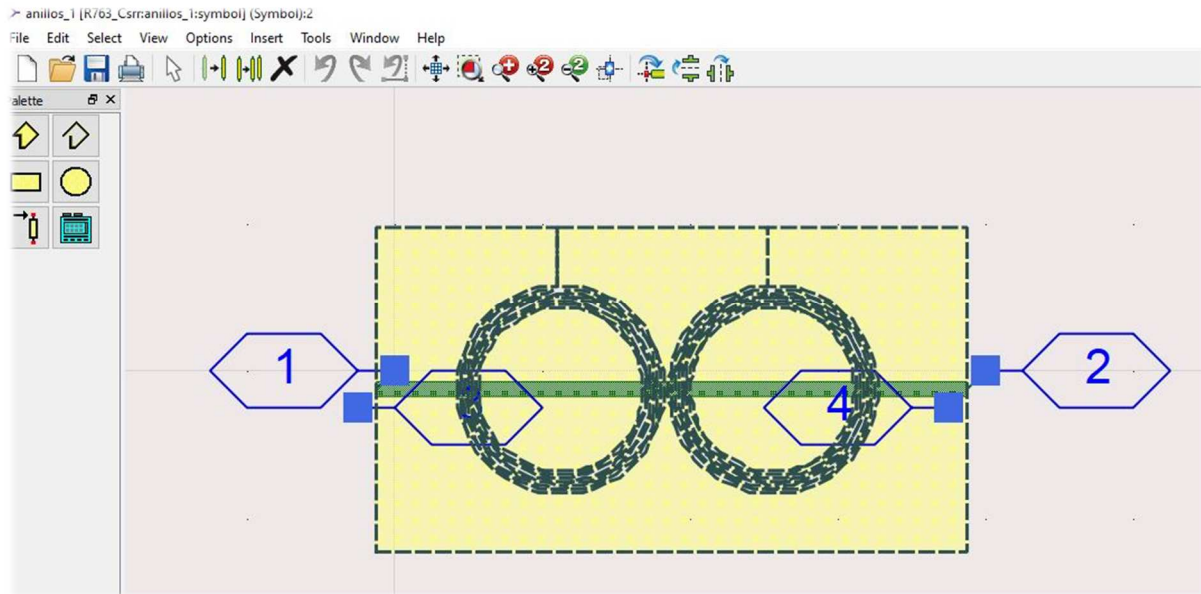 anillos_1 [R763_Csrr:anillos_1:symbol] (Symbol):2
File Edit Select View Options Insert Tools Window Help
alette
1
2
3
4